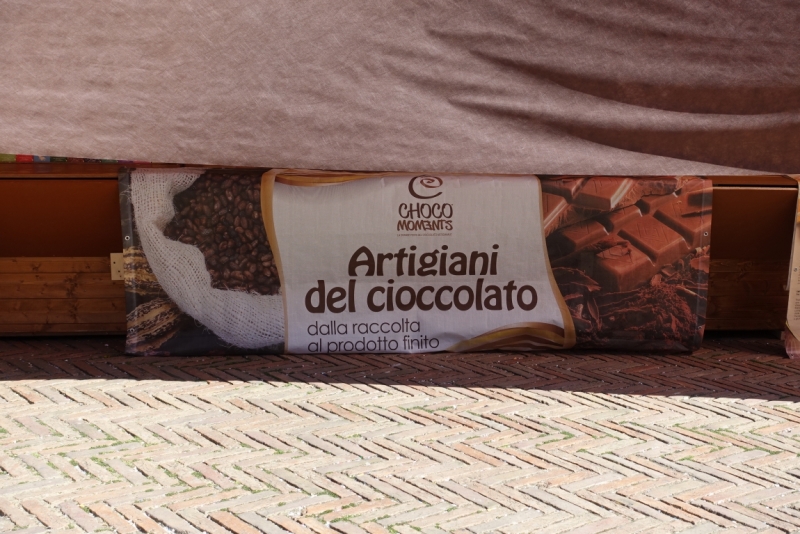 CHOCO
MOMENTS
Artigiani
del cioccolato
dalla raccolta
al prodotto finito